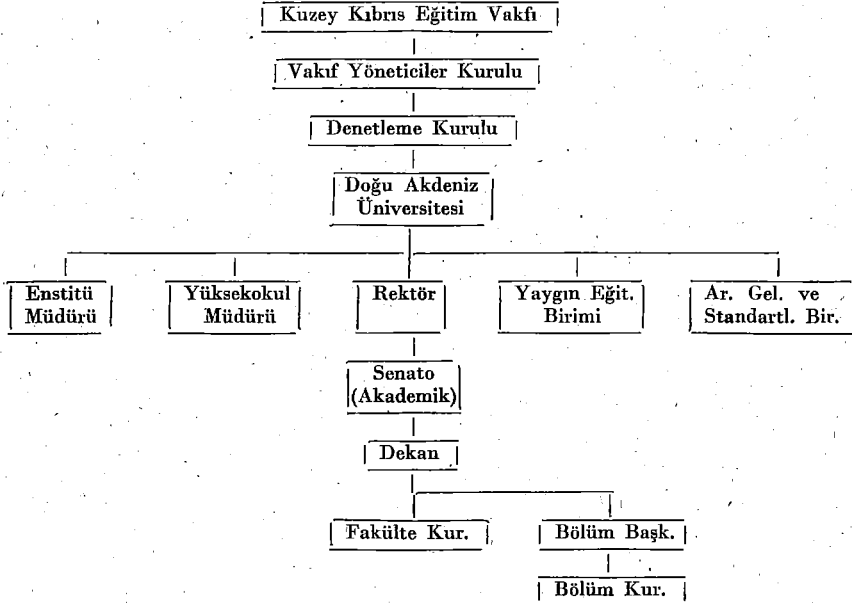 Kuzey Kıbrıs Eğitim Vakfı
Vakıf Yöneticiler Kurulu
Denetleme Kurulu
Doğu Akdeniz
Üniversitesi
Enstitü
Müdürü
Yüksekokul
Müdürü
Rektör
Yaygın Eğit.
Birimi
Ar. Gel. ve
Standartl. Bir.
Senato
(Akademik)
Dekan
Fakülte Kur.
Bölüm Başk.
Bölüm Kur.